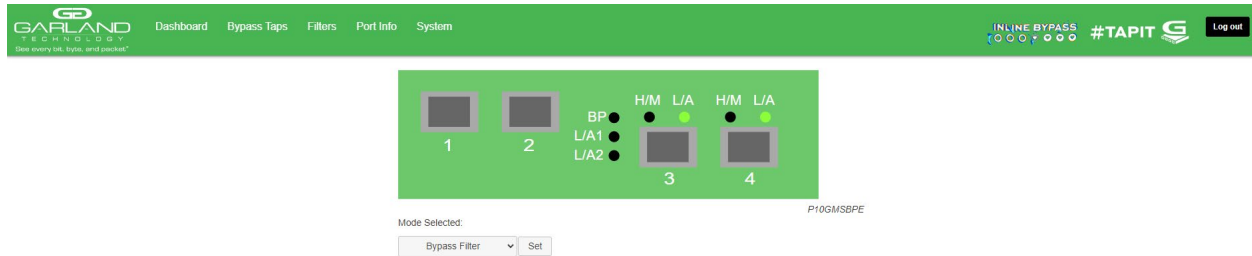 GARLAND
TECHNOLOGY
See every bit, byte, and packet®
Dashboard Bypass Taps Filters Port Info System
INLINE BYPASS
#TAPIT
Log out
H/M L/A H/M L/A
BP
L/A1
L/A2
1 2
3 4
P10GMSBPE
Mode Selected:
Bypass Filter Set